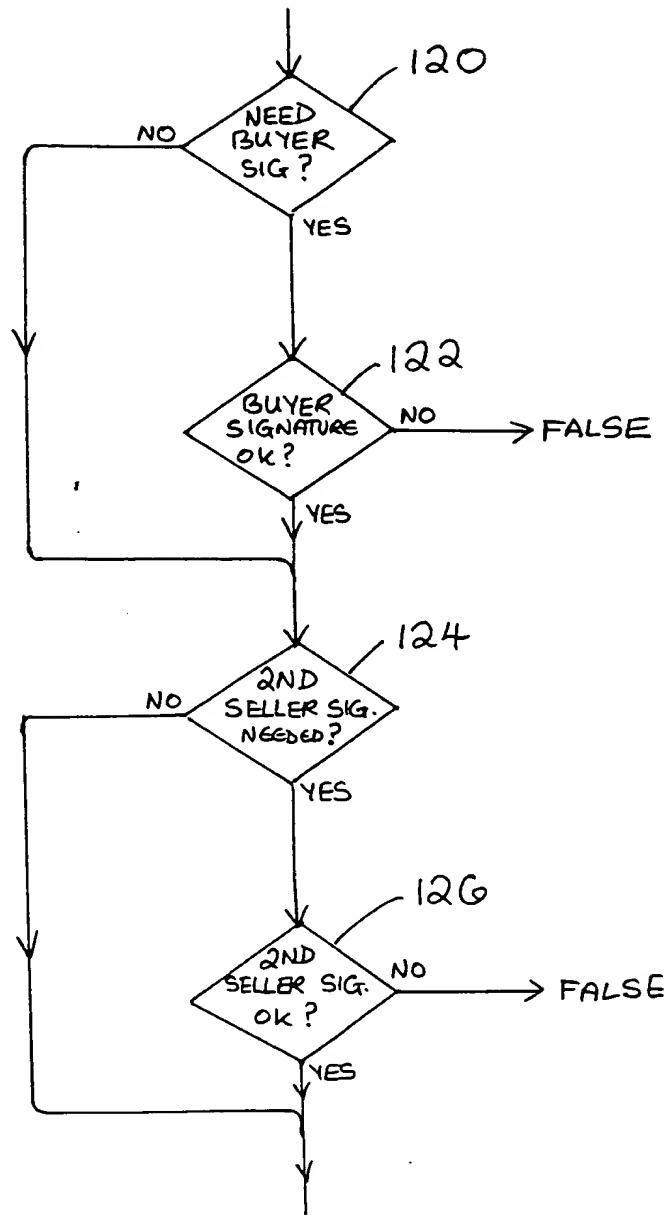 120
NEED
BUYER
SIG?
NO
YES
122
BUYER
SIGNATURE
OK?
NO
FALSE
YES
124
2ND
SELLER SIG.
NEEDED?
NO
YES
126
2ND
SELLER SIG.
OK?
NO
FALSE
YES